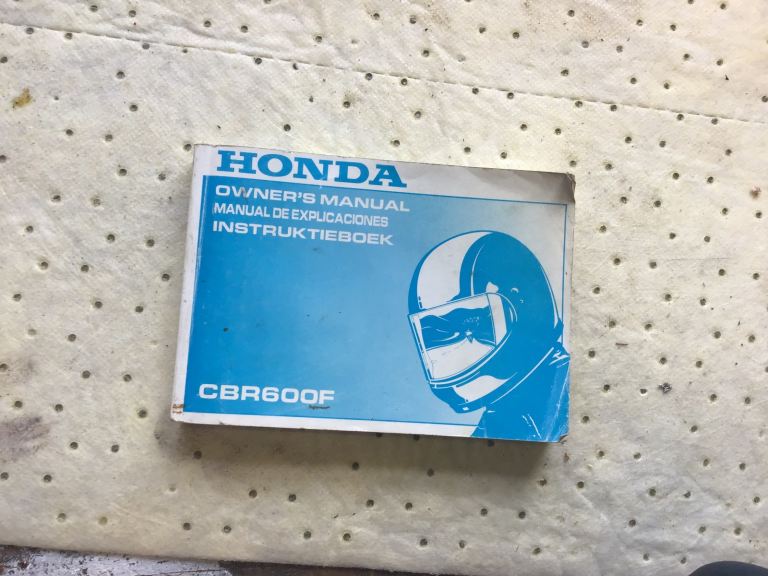 HONDA
OWNER'S MANUAL
MANUAL DE EXPLICACIONES
INSTRUKTIEBOEK
CBR600F